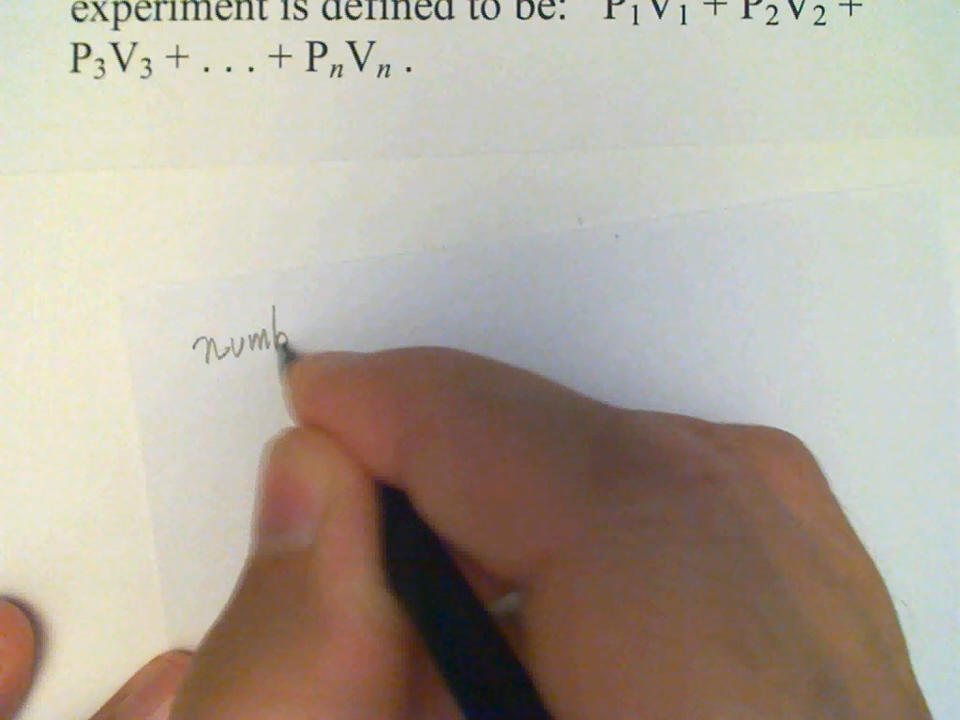 experiment is defined to be: P₁V₁ + P₂V₂ +
P₃V₃ + . . . + PₙVₙ .
numb